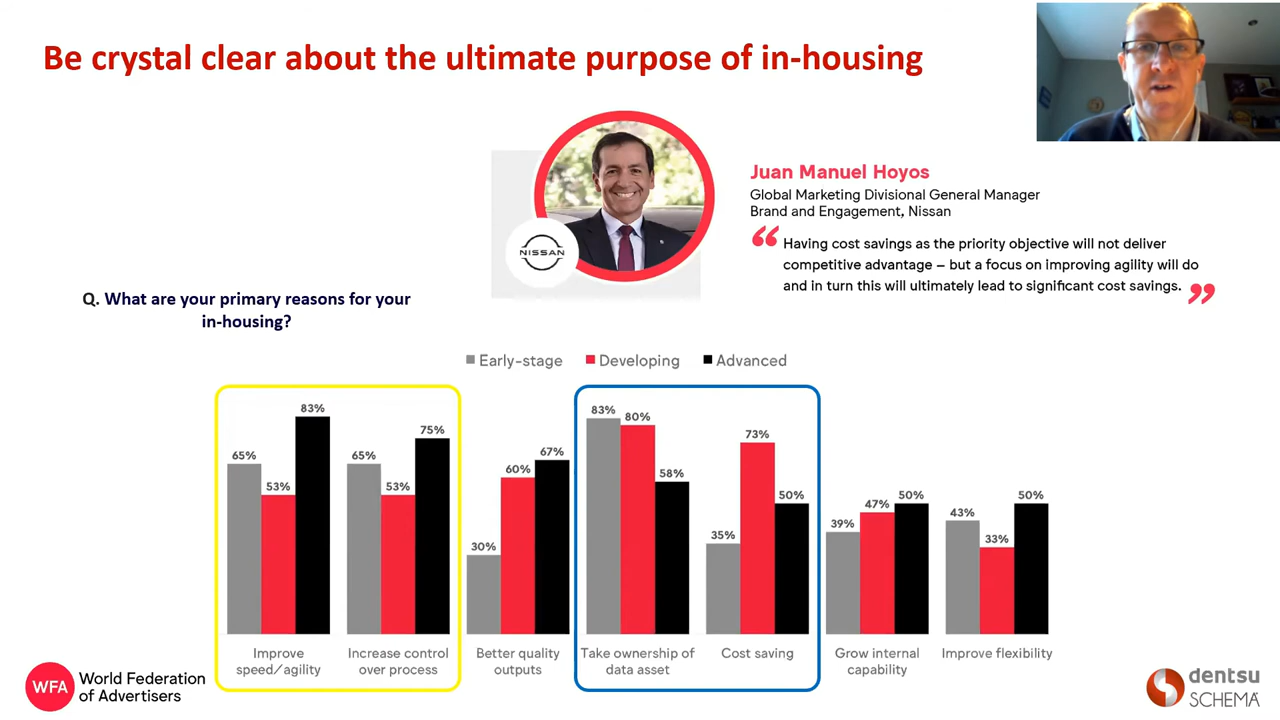 Be crystal clear about the ultimate purpose of in-housing
Juan Manuel Hoyos
Global Marketing Divisional General Manager
Brand and Engagement, Nissan
“ Having cost savings as the priority objective will not deliver
competitive advantage – but a focus on improving agility will do
and in turn this will ultimately lead to significant cost savings. ”
NISSAN
Q. What are your primary reasons for your
in-housing?
Early-stage Developing Advanced
65% 53% 83%
65% 53% 75%
30% 60% 67%
83% 80% 58%
35% 73% 50%
39% 47% 50%
43% 33% 50%
Improve
speed/agility
Increase control
over process
Better quality
outputs
Take ownership of
data asset
Cost saving
Grow internal
capability
Improve flexibility
WFA
World Federation
of Advertisers
dentsu
SCHEMA